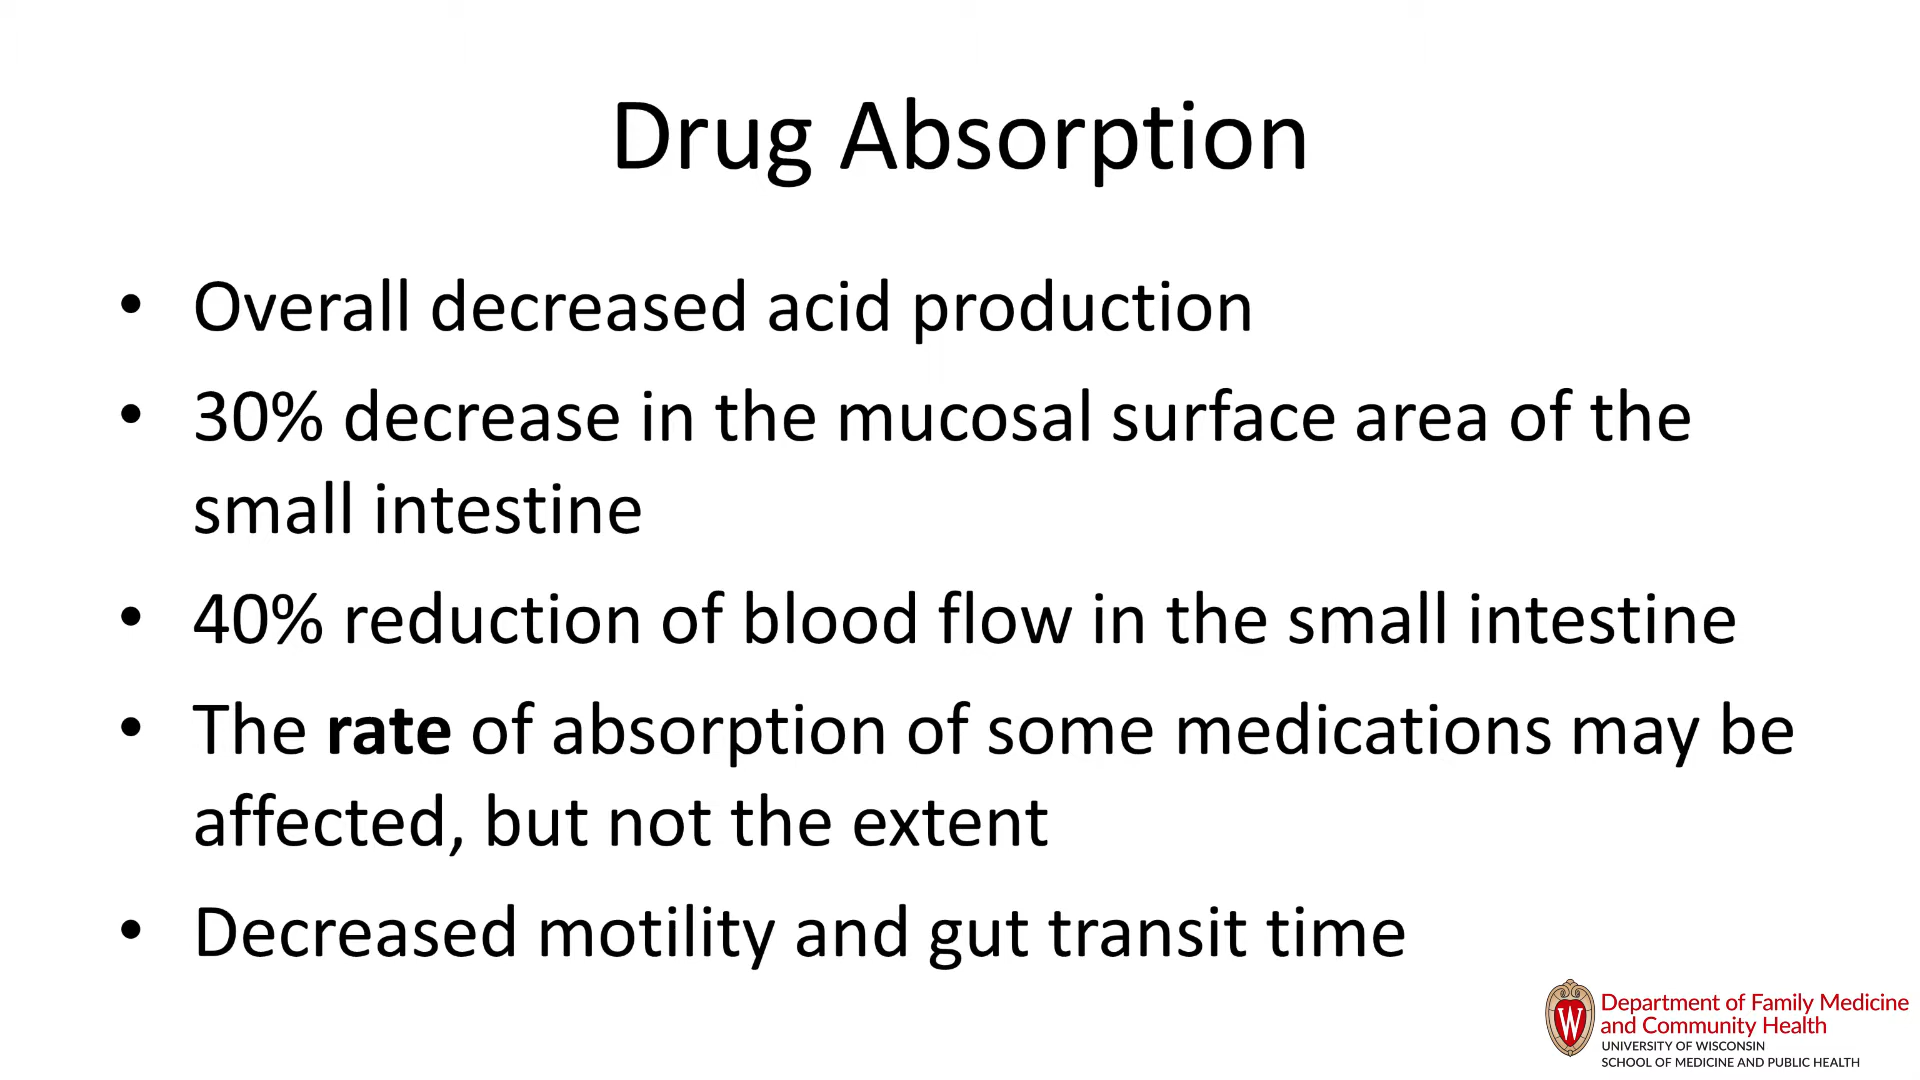 Drug Absorption
• Overall decreased acid production
• 30% decrease in the mucosal surface area of the
small intestine
• 40% reduction of blood flow in the small intestine
• The rate of absorption of some medications may be
affected, but not the extent
• Decreased motility and gut transit time
W
Department of Family Medicine
and Community Health
UNIVERSITY OF WISCONSIN
SCHOOL OF MEDICINE AND PUBLIC HEALTH